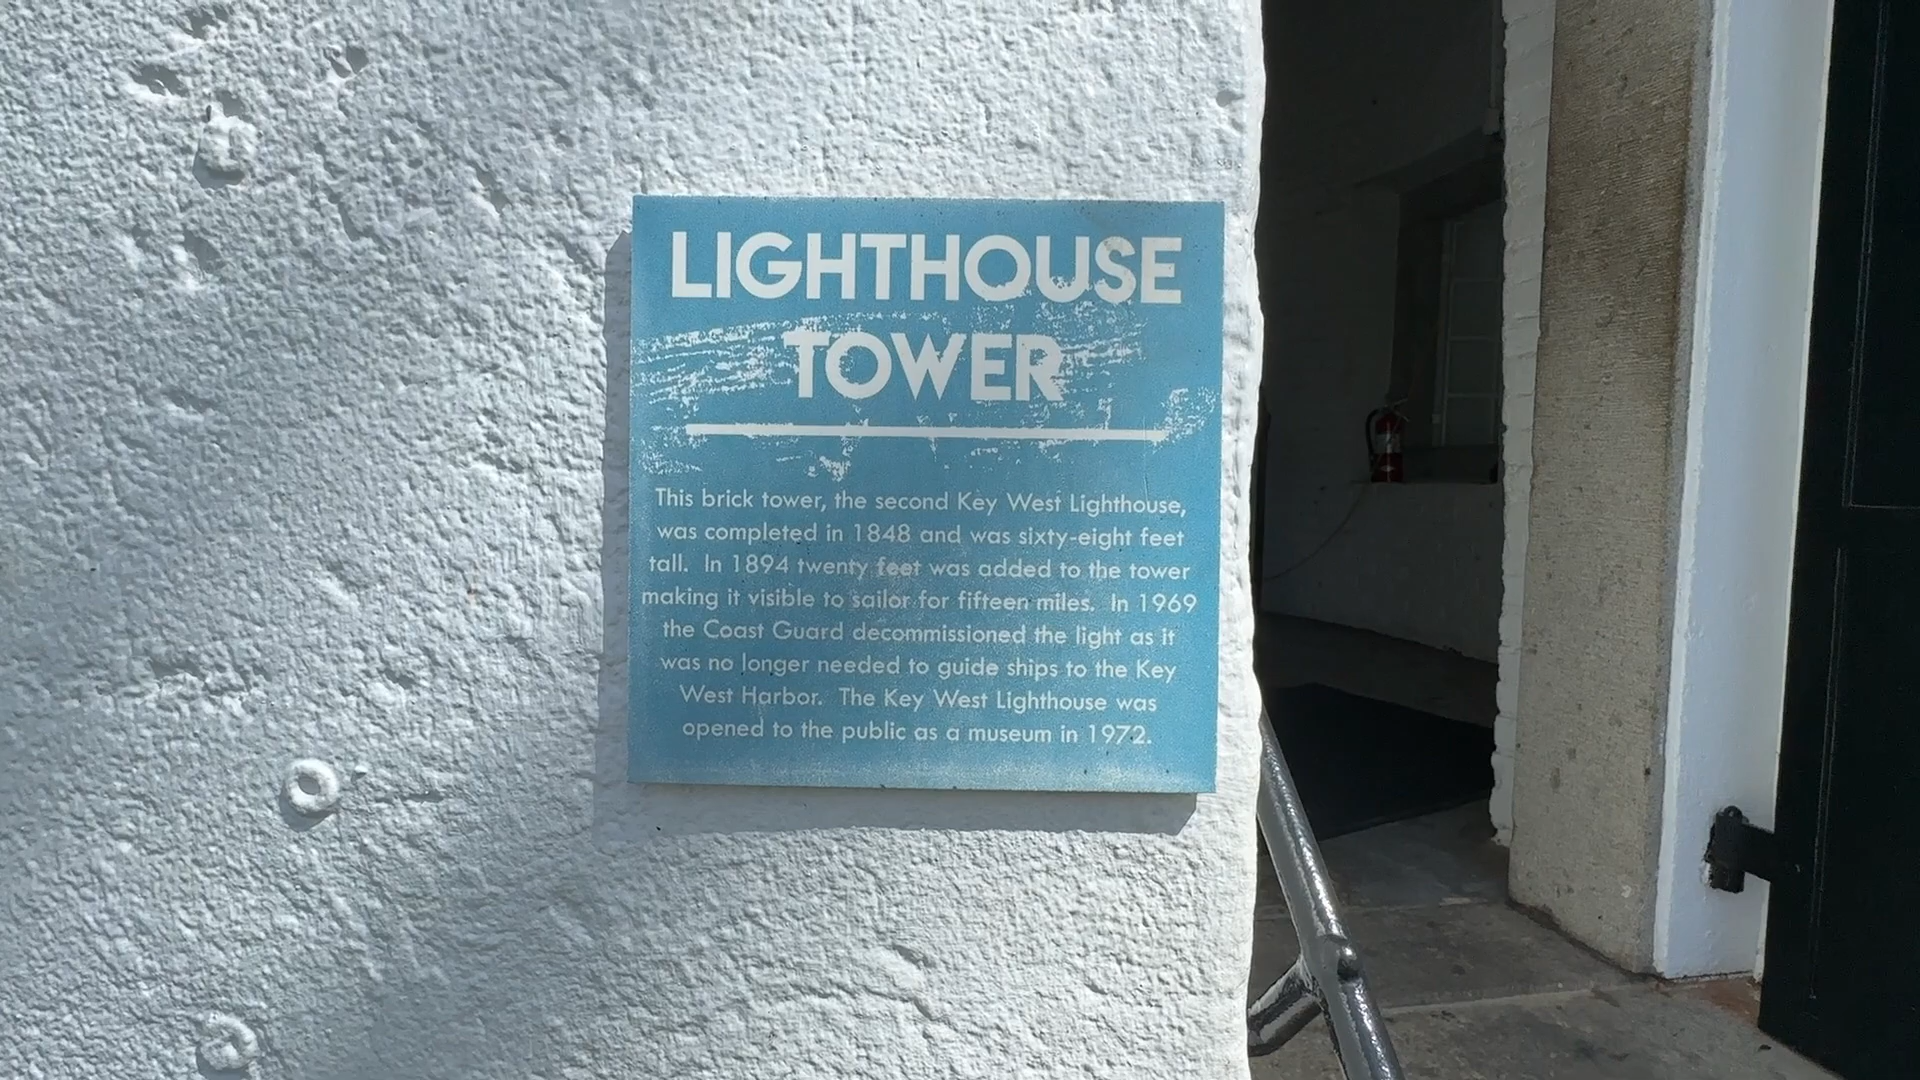 LIGHTHOUSE
TOWER
This brick tower, the second Key West Lighthouse,
was completed in 1848 and was sixty-eight feet
tall. In 1894 twenty feet was added to the tower
making it visible to sailor for fifteen miles. In 1969
the Coast Guard decommissioned the light as it
was no longer needed to guide ships to the Key
West Harbor. The Key West Lighthouse was
opened to the public as a museum in 1972.